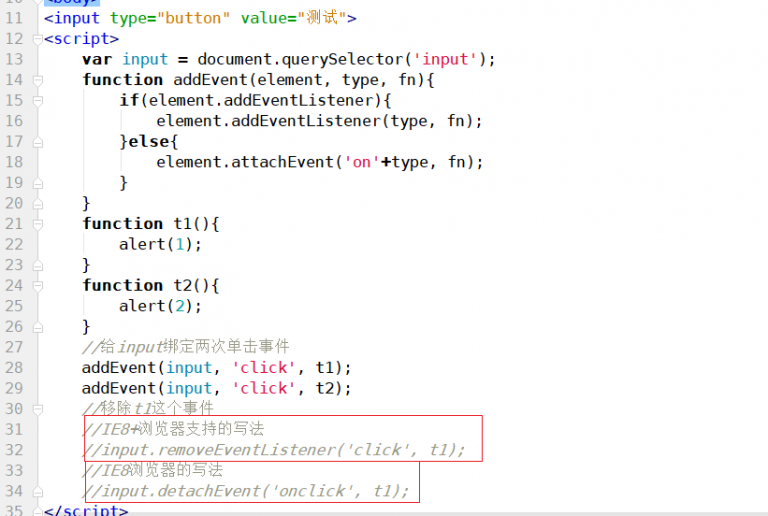 10 <body>
11 <input type="button" value="测试">
12 <script>
13 var input = document.querySelector('input');
14 function addEvent(element, type, fn){
15 if(element.addEventListener){
16 element.addEventListener(type, fn);
17 }else{
18 element.attachEvent('on'+type, fn);
19 }
20 }
21 function t1(){
22 alert(1);
23 }
24 function t2(){
25 alert(2);
26 }
27 //给input绑定两次单击事件
28 addEvent(input, 'click', t1);
29 addEvent(input, 'click', t2);
30 //移除t1这个事件
31 //IE8+浏览器支持的写法
32 //input.removeEventListener('click', t1);
33 //IE8浏览器的写法
34 //input.detachEvent('onclick', t1);
35 </script>